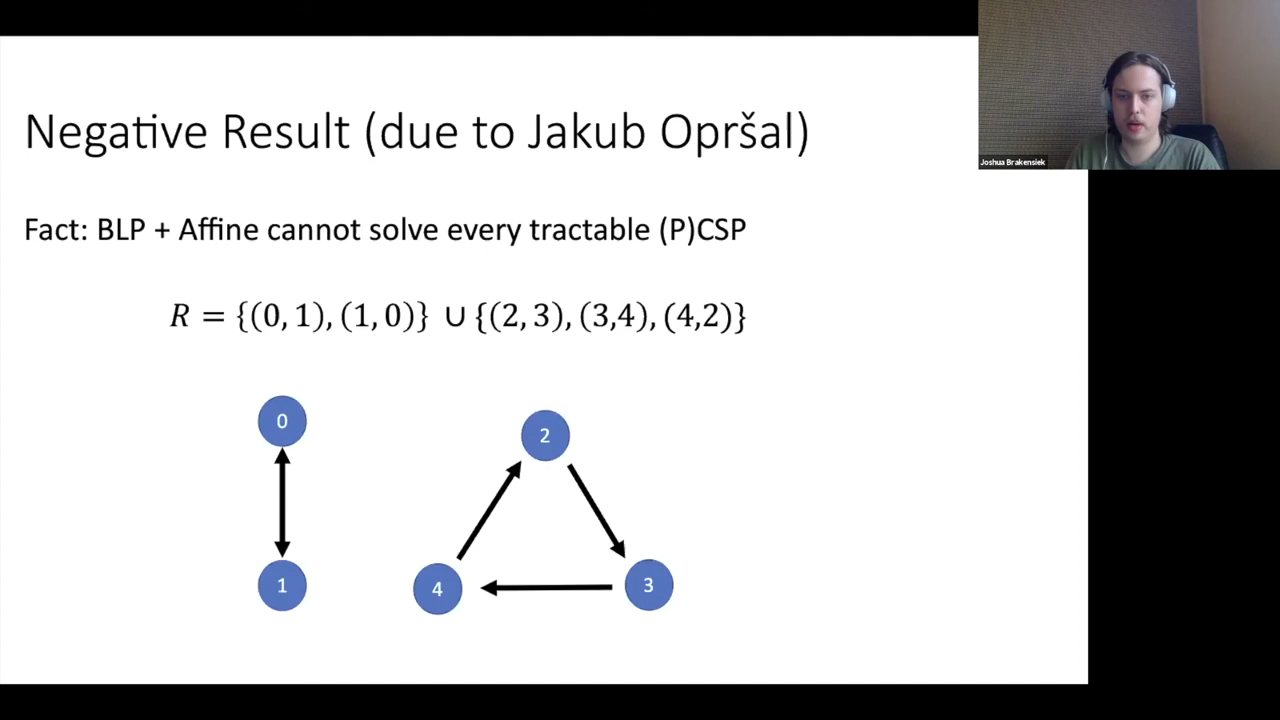 Negative Result (due to Jakub Opršal)
Joshua Brakensiek
Fact: BLP + Affine cannot solve every tractable (P)CSP
R = {(0, 1), (1, 0)} ∪ {(2, 3), (3,4), (4,2)}
0
2
1
4
3